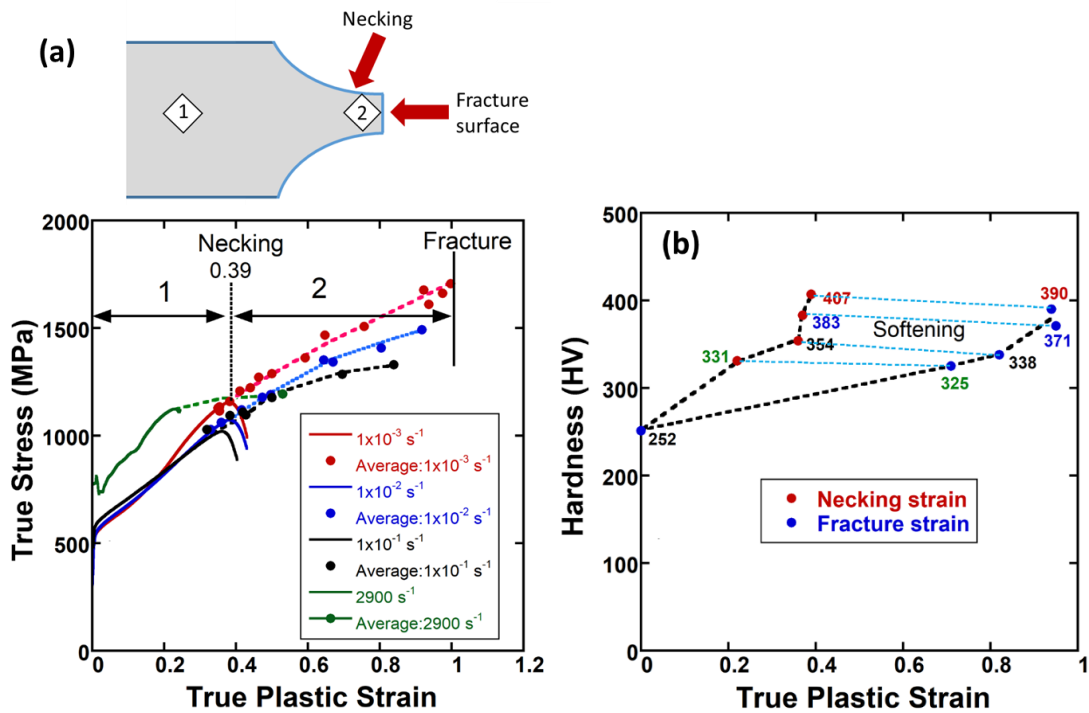 (a)
Necking
1
2
Fracture
surface
2000
1500
1000
500
0
True Stress (MPa)
Necking
0.39
Fracture
1
2
1x10⁻³ s⁻¹
Average:1x10⁻³ s⁻¹
1x10⁻² s⁻¹
Average:1x10⁻² s⁻¹
1x10⁻¹ s⁻¹
Average:1x10⁻¹ s⁻¹
2900 s⁻¹
Average:2900 s⁻¹
0 0.2 0.4 0.6 0.8 1 1.2
True Plastic Strain
(b)
500
400
300
200
100
0
Hardness (HV)
407
390
383
Softening
371
354
331
338
325
252
Necking strain
Fracture strain
0 0.2 0.4 0.6 0.8 1
True Plastic Strain